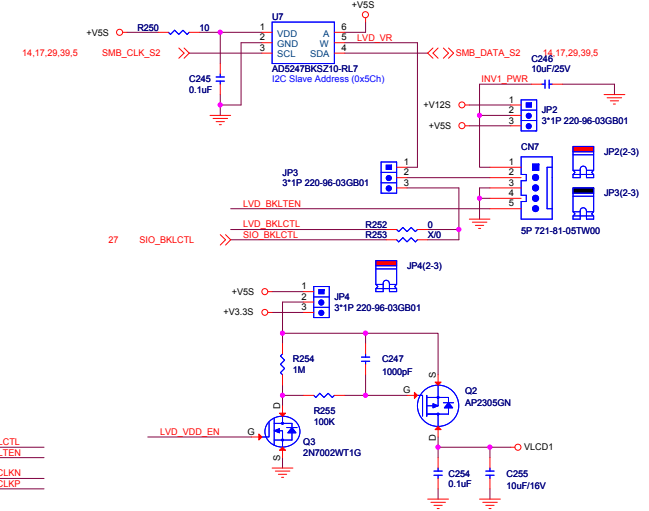 +V5S
+V5S R250 10 U7
1 VDD A 6
2 GND W 5 LVD_VR
14,17,29,39,5 SMB_CLK_S2 3 SCL SDA 4 SMB_DATA_S2 14,17,29,39,5
AD5247BKSZ10-RL7
I2C Slave Address (0x5Ch)
C245
0.1uF
C246
10uF/25V
INV1_PWR
+V12S 1 JP2
2
+V5S 3 3*1P 220-96-03GB01
CN7
1
2
3
4
5
5P 721-81-05TW00
JP2(2-3)
JP3(2-3)
JP3
3*1P 220-96-03GB01
1
2
3
LVD_BKLTEN
LVD_BKLCTL R252 0
27 SIO_BKLCTL SIO_BKLCTL R253 X/0
JP4(2-3)
+V5S 1 JP4
2
+V3.3S 3 3*1P 220-96-03GB01
R254
1M
C247
1000pF
S
G
D
Q2
AP2305GN
R255
100K
LVD_VDD_EN G
D
S
Q3
2N7002WT1G
VLCD1
C254
0.1uF
C255
10uF/16V
LCTL
LTEN
CLKN
CLKP